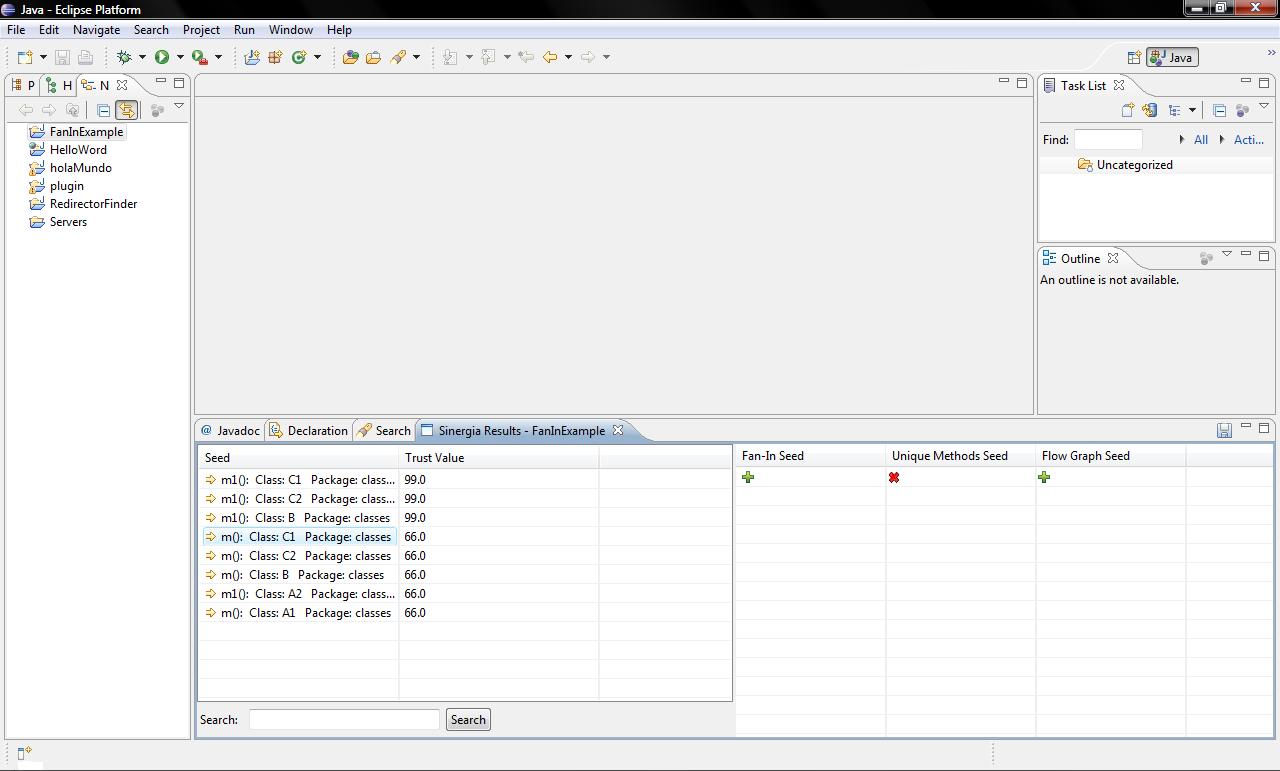 Java - Eclipse Platform
File Edit Navigate Search Project Run Window Help
Java
P H N
FanInExample
HelloWord
holaMundo
plugin
RedirectorFinder
Servers
Task List
Find: All Acti...
Uncategorized
Outline
An outline is not available.
@ Javadoc Declaration Search Sinergia Results - FanInExample
Seed Trust Value
m1(): Class: C1 Package: class... 99.0
m1(): Class: C2 Package: class... 99.0
m1(): Class: B Package: classes 99.0
m(): Class: C1 Package: classes 66.0
m(): Class: C2 Package: classes 66.0
m(): Class: B Package: classes 66.0
m1(): Class: A2 Package: class... 66.0
m(): Class: A1 Package: classes 66.0
Search: Search
Fan-In Seed Unique Methods Seed Flow Graph Seed